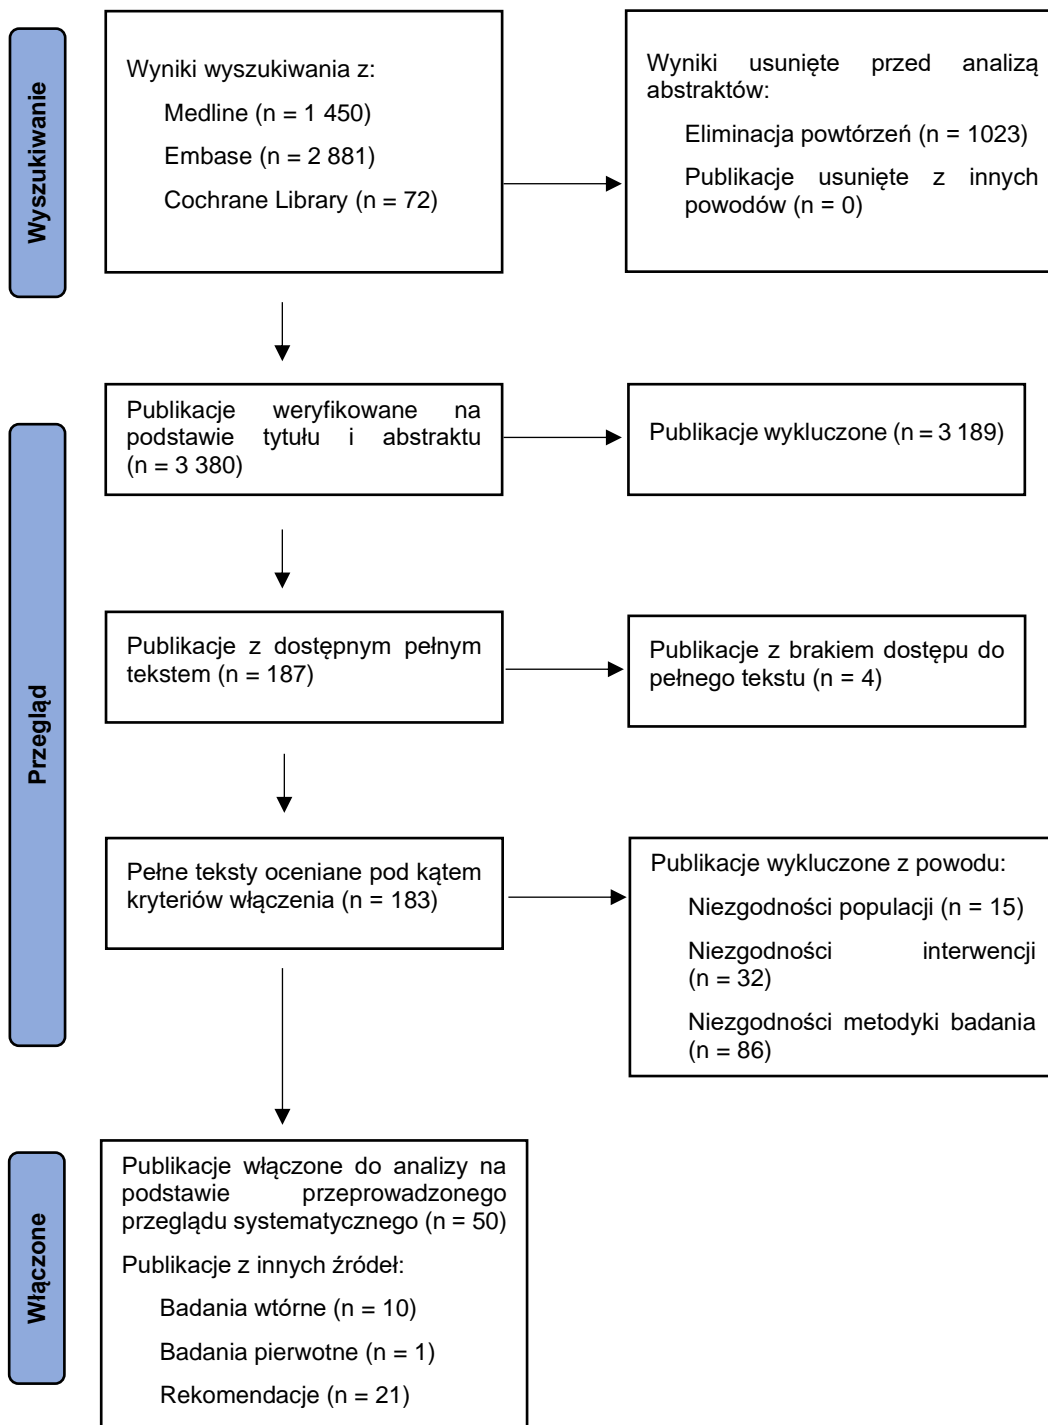 Wyszukiwanie
Wyniki wyszukiwania z:
Medline (n = 1 450)
Embase (n = 2 881)
Cochrane Library (n = 72)
Wyniki usunięte przed analizą
abstraktów:
Eliminacja powtórzeń (n = 1023)
Publikacje usunięte z innych
powodów (n = 0)
Przegląd
Publikacje weryfikowane na
podstawie tytułu i abstraktu
(n = 3 380)
Publikacje wykluczone (n = 3 189)
Publikacje z dostępnym pełnym
tekstem (n = 187)
Publikacje z brakiem dostępu do
pełnego tekstu (n = 4)
Pełne teksty oceniane pod kątem
kryteriów włączenia (n = 183)
Publikacje wykluczone z powodu:
Niezgodności populacji (n = 15)
Niezgodności interwencji
(n = 32)
Niezgodności metodyki badania
(n = 86)
Włączone
Publikacje włączone do analizy na
podstawie przeprowadzonego
przeglądu systematycznego (n = 50)
Publikacje z innych źródeł:
Badania wtórne (n = 10)
Badania pierwotne (n = 1)
Rekomendacje (n = 21)